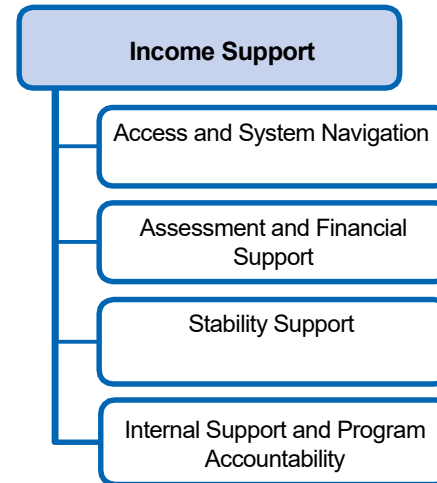 Income Support
Access and System Navigation
Assessment and Financial
Support
Stability Support
Internal Support and Program
Accountability